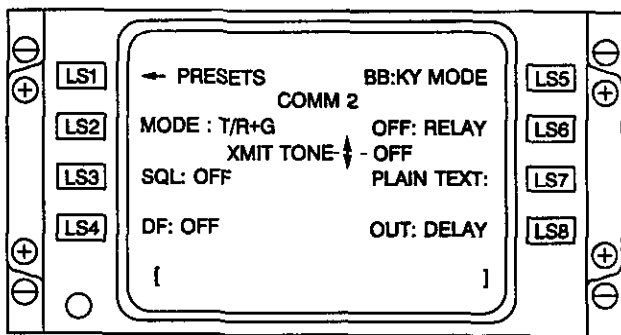 LS1 ← PRESETS BB:KY MODE LS5
COMM 2
LS2 MODE : T/R+G OFF: RELAY LS6
XMIT TONE- - OFF
LS3 SQL: OFF PLAIN TEXT: LS7
LS4 DF: OFF OUT: DELAY LS8
[ ]